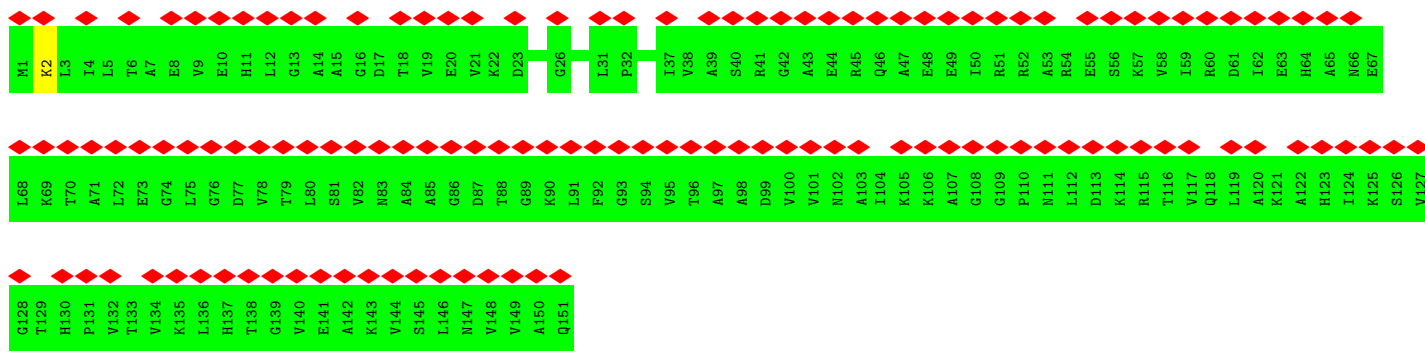 M1 K2 L3 I4 L5 T6 A7 E8 V9 E10 H11 L12 G13 A14 A15 G16 D17 T18 V19 E20 V21 K22 D23 G26 L31 P32 I37 V38 A39 S40 R41 G42 A43 E44 R45 Q46 A47 E48 E49 I50 R51 R52 A53 R54 E55 S56 K57 V58 I59 R60 D61 I62 E63 H64 A65 N66 E67
L68 K69 T70 A71 L72 E73 G74 L75 G76 D77 V78 T79 L80 S81 V82 N83 A84 A85 G86 D87 T88 G89 K90 L91 F92 G93 S94 V95 T96 A97 A98 D99 V100 V101 N102 A103 I104 K105 K106 A107 G108 G109 P110 N111 L112 D113 K114 R115 T116 V117 Q118 L119 A120 K121 A122 H123 I124 K125 S126 V127
G128 T129 H130 P131 V132 T133 V134 K135 L136 H137 T138 G139 V140 E141 A142 K143 V144 S145 L146 N147 V148 V149 A150 Q151